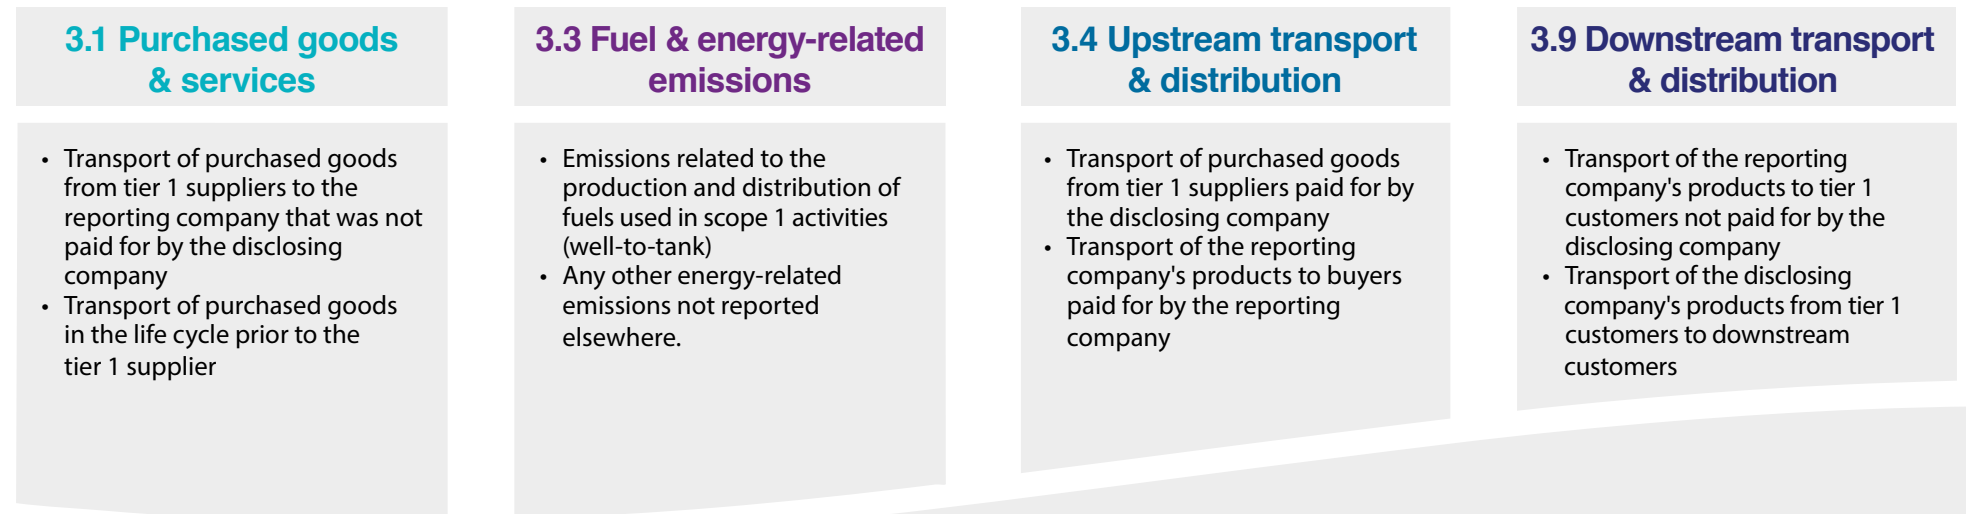 3.1 Purchased goods
& services
• Transport of purchased goods
from tier 1 suppliers to the
reporting company that was not
paid for by the disclosing
company
• Transport of purchased goods
in the life cycle prior to the
tier 1 supplier
3.3 Fuel & energy-related
emissions
• Emissions related to the
production and distribution of
fuels used in scope 1 activities
(well-to-tank)
• Any other energy-related
emissions not reported
elsewhere.
3.4 Upstream transport
& distribution
• Transport of purchased goods
from tier 1 suppliers paid for by
the disclosing company
• Transport of the reporting
company's products to buyers
paid for by the reporting
company
3.9 Downstream transport
& distribution
• Transport of the reporting
company's products to tier 1
customers not paid for by the
disclosing company
• Transport of the disclosing
company's products from tier 1
customers to downstream
customers